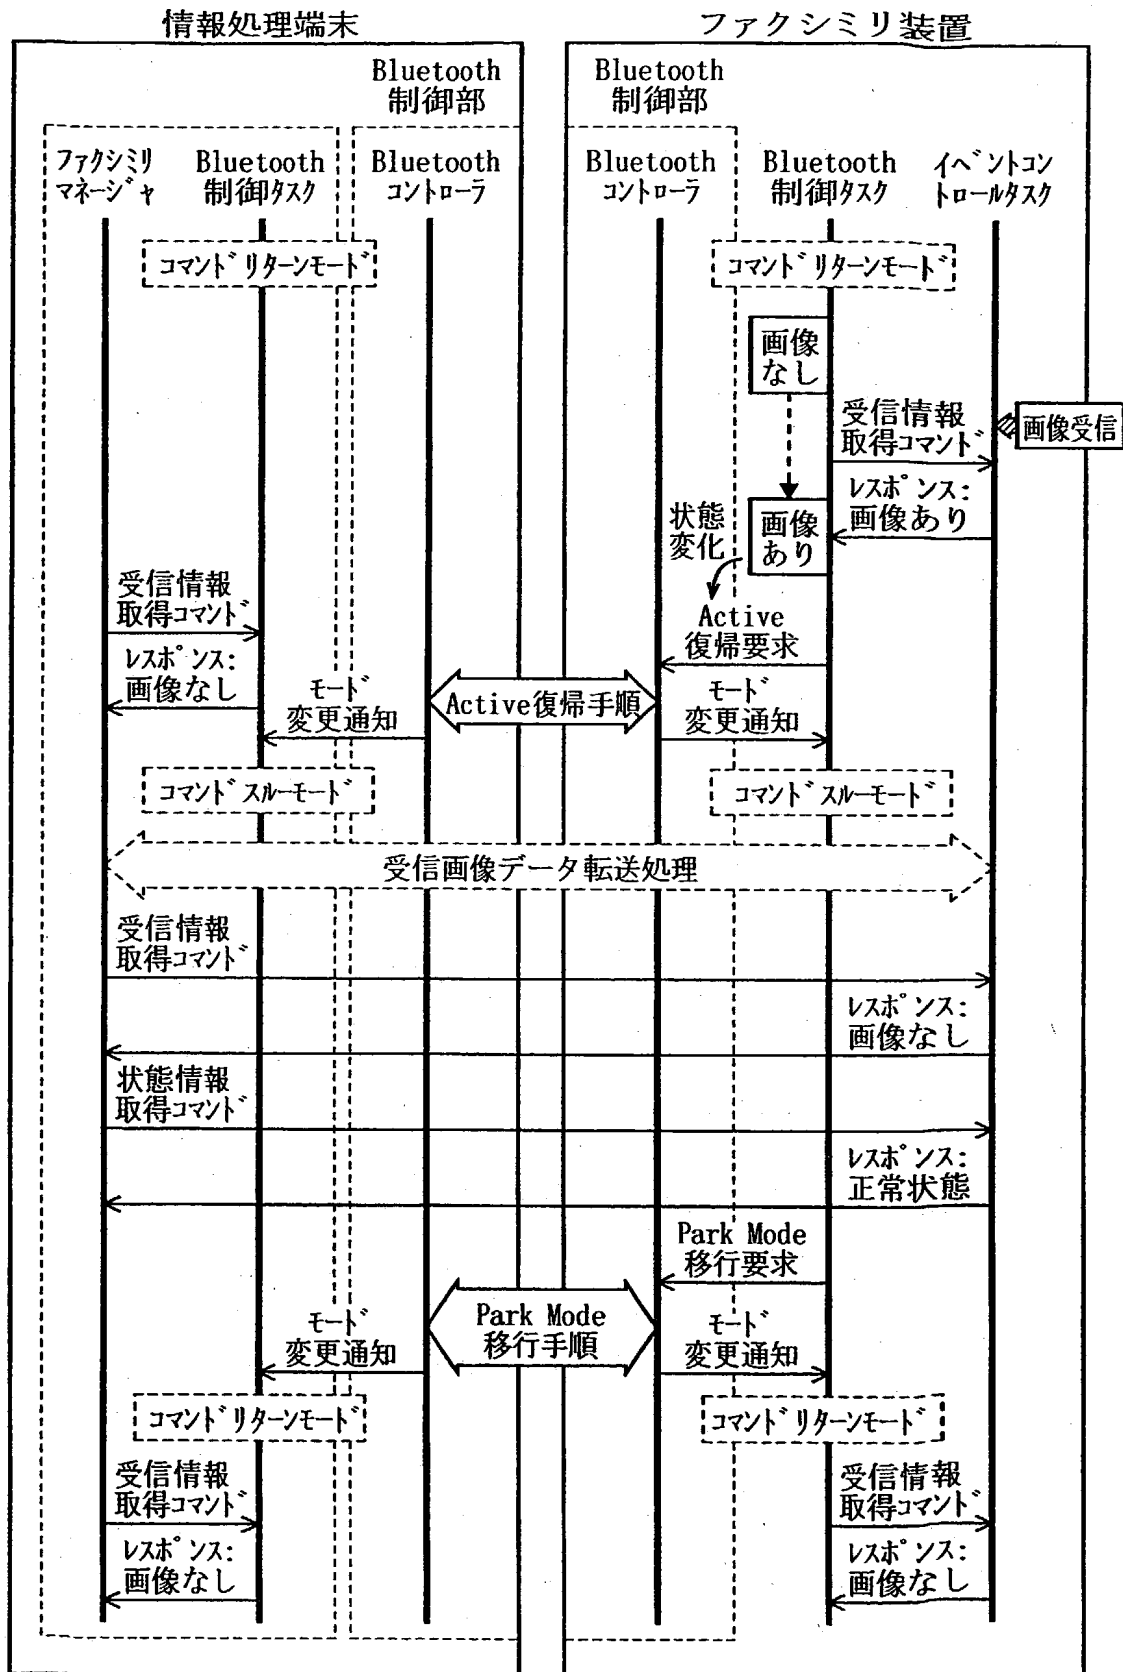 情報処理端末
ファクシミリ装置
Bluetooth
制御部
Bluetooth
制御部
ファクシミリ
マネージャ
Bluetooth
制御タスク
Bluetooth
コントローラ
Bluetooth
コントローラ
Bluetooth
制御タスク
イベントコン
トロールタスク
コマンドリターンモード
コマンドリターンモード
画像
なし
画像受信
受信情報
取得コマンド
レスポンス:
画像あり
画像
あり
状態
変化
受信情報
取得コマンド
Active
復帰要求
レスポンス:
画像なし
モード
変更通知
Active復帰手順
モード
変更通知
コマンドスルーモード
コマンドスルーモード
受信画像データ転送処理
受信情報
取得コマンド
レスポンス:
画像なし
状態情報
取得コマンド
レスポンス:
正常状態
Park Mode
移行要求
Park Mode
移行手順
モード
変更通知
モード
変更通知
コマンドリターンモード
コマンドリターンモード
受信情報
取得コマンド
受信情報
取得コマンド
レスポンス:
画像なし
レスポンス:
画像なし